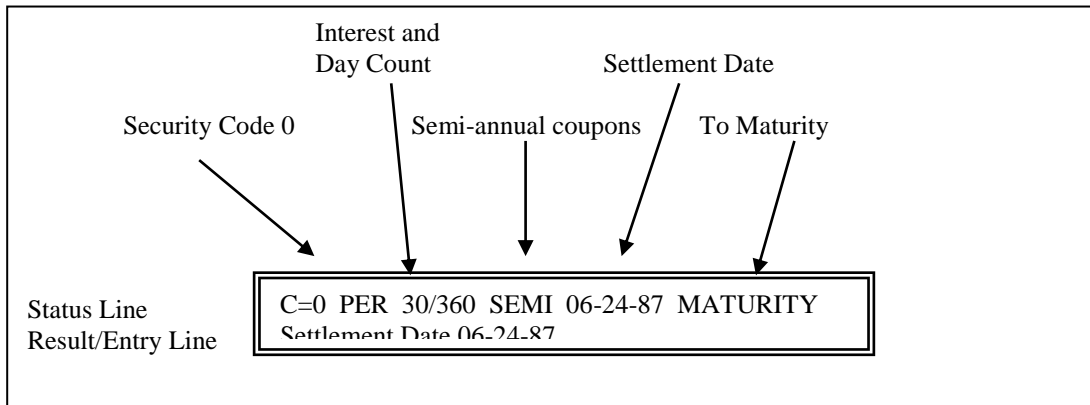 Interest and
Day Count
Settlement Date
Security Code 0
Semi-annual coupons
To Maturity
Status Line
C=0 PER 30/360 SEMI 06-24-87 MATURITY
Result/Entry Line
Settlement Date 06-24-87